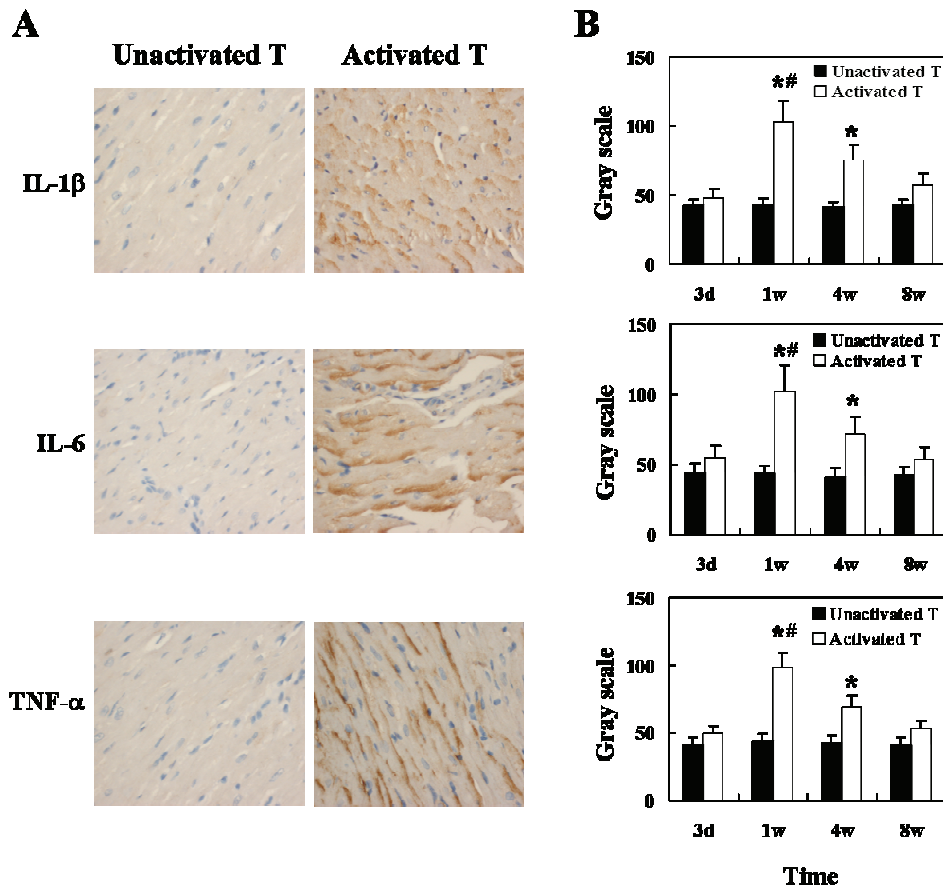 A
B
Unactivated T
Activated T
IL-1β
IL-6
TNF-α
150
100
50
0
Gray scale
Unactivated T
Activated T
*#
*
3d
1w
4w
8w
150
100
50
0
Gray scale
Unactivated T
Activated T
*#
*
3d
1w
4w
8w
150
100
50
0
Gray scale
Unactivated T
Activated T
*#
*
3d
1w
4w
8w
Time